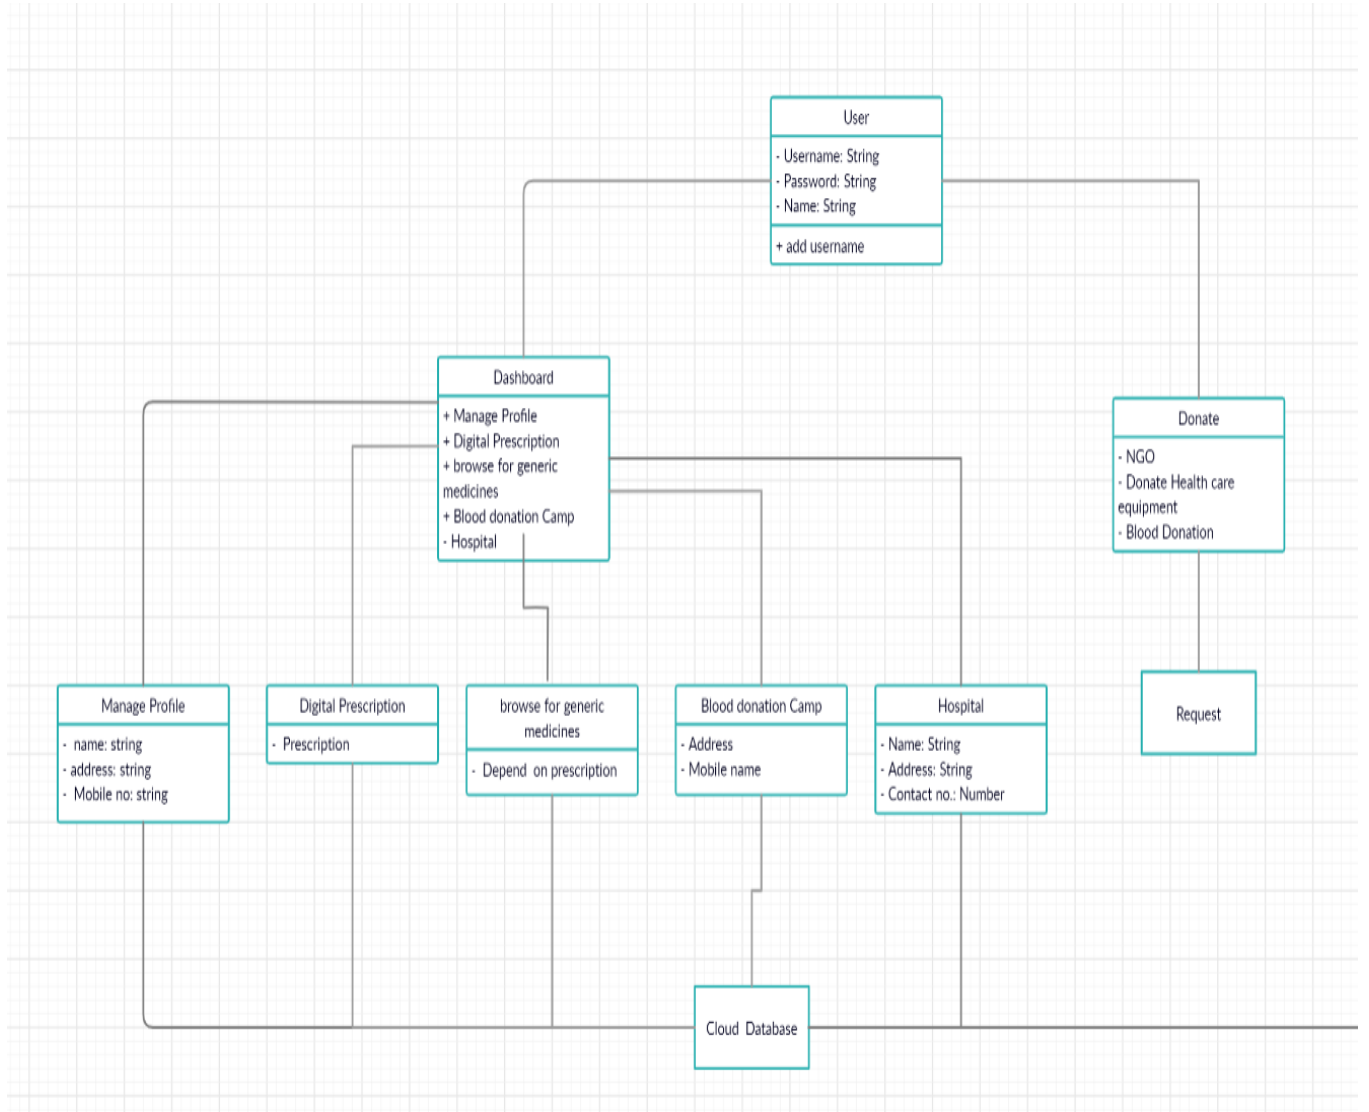 User
- Username: String
- Password: String
- Name: String
+ add username
Dashboard
+ Manage Profile
+ Digital Prescription
+ browse for generic
medicines
+ Blood donation Camp
- Hospital
Donate
- NGO
- Donate Health care
equipment
- Blood Donation
Manage Profile
- name: string
- address: string
- Mobile no: string
Digital Prescription
- Prescription
browse for generic
medicines
- Depend on prescription
Blood donation Camp
- Address
- Mobile name
Hospital
- Name: String
- Address: String
- Contact no.: Number
Request
Cloud Database